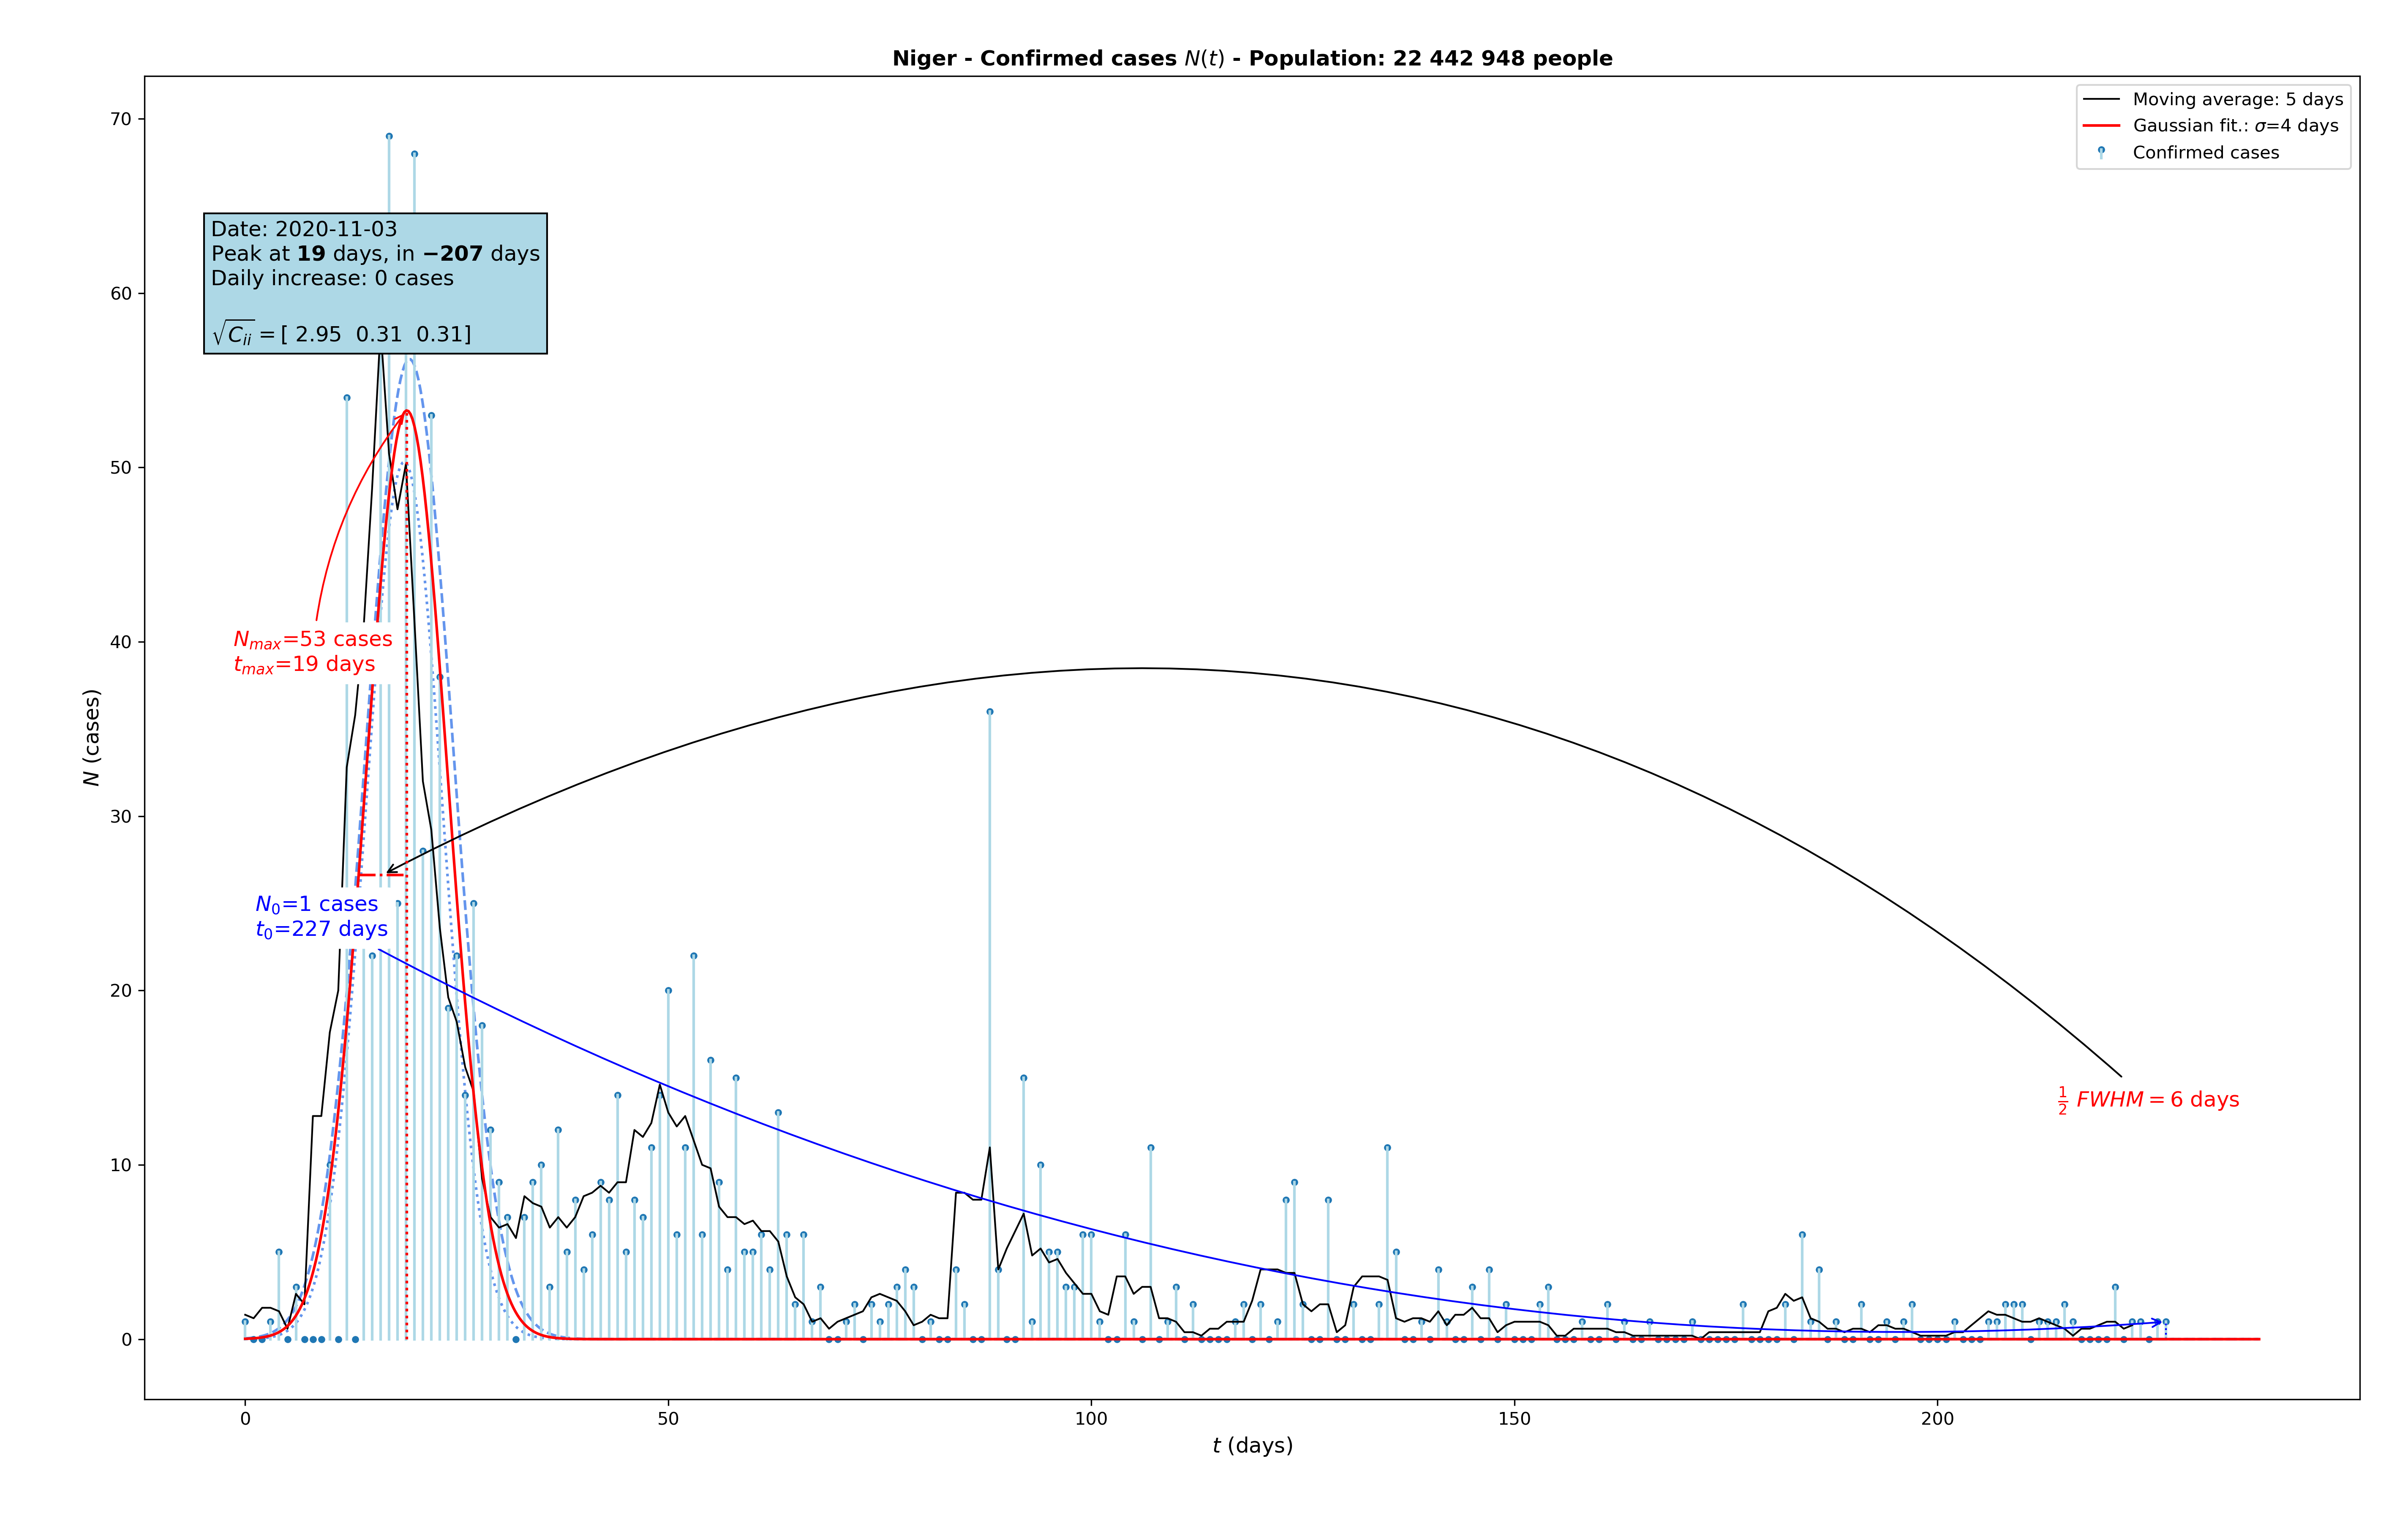 Niger - Confirmed cases N(t) - Population: 22 442 948 people
Moving average: 5 days
Gaussian fit.: σ=4 days
Confirmed cases
Date: 2020-11-03
Peak at 19 days, in −207 days
Daily increase: 0 cases
√C_ii = [ 2.95 0.31 0.31]
N_max=53 cases
t_max=19 days
N_0=1 cases
t_0=227 days
1/2 FWHM = 6 days
N (cases)
70
60
50
40
30
20
10
0
0
50
100
150
200
t (days)